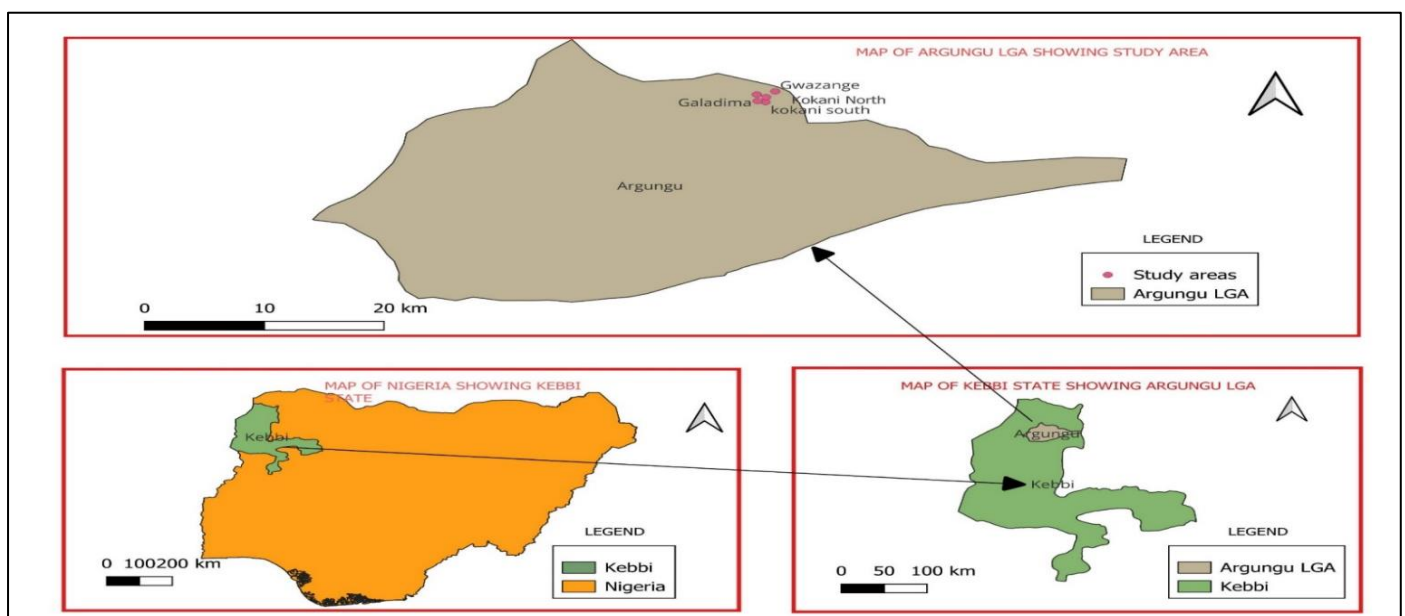 MAP OF ARGUNGU LGA SHOWING STUDY AREA
Gwazange
Galadima
Kokani North
kokani south
Argungu
LEGEND
Study areas
Argungu LGA
0 10 20 km
MAP OF NIGERIA SHOWING KEBBI
STATE
Kebbi
LEGEND
Kebbi
Nigeria
0 100200 km
MAP OF KEBBI STATE SHOWING ARGUNGU LGA
Argungu
Kebbi
LEGEND
Argungu LGA
Kebbi
0 50 100 km